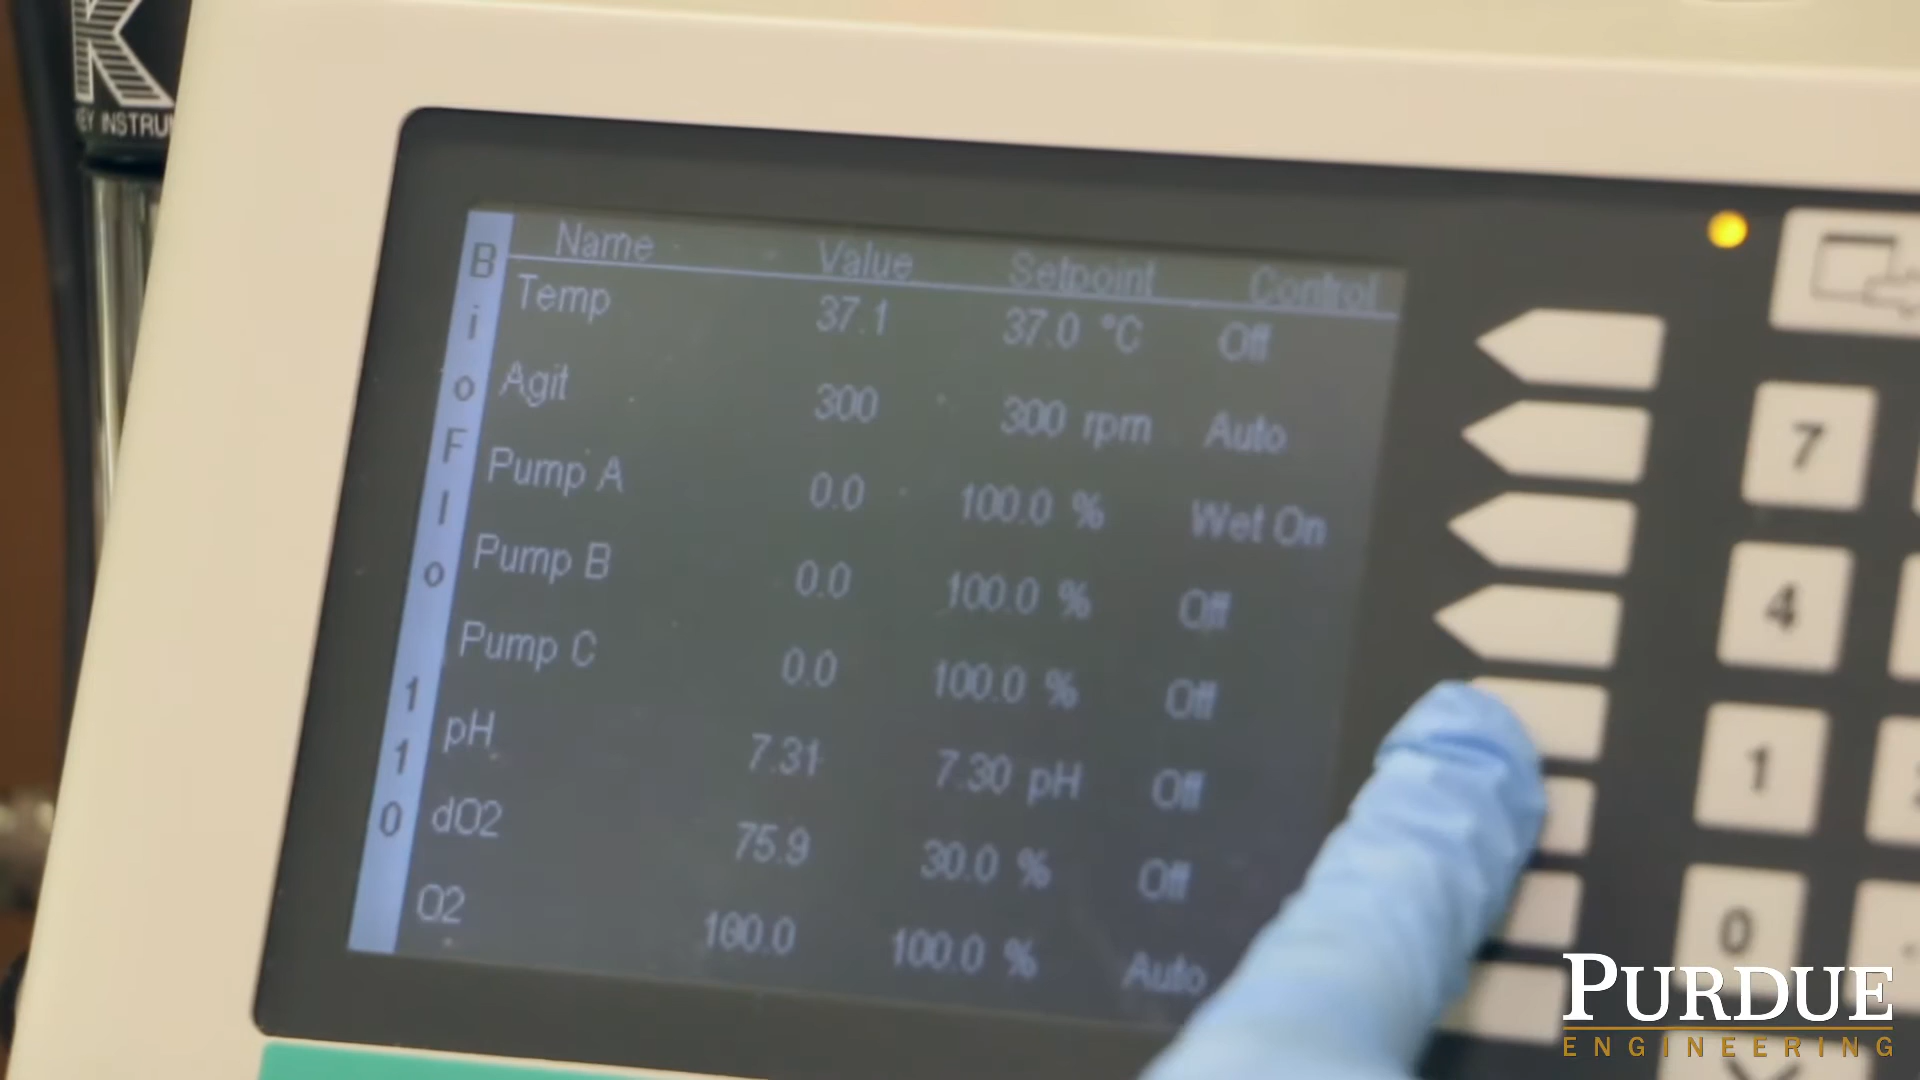 K
EY INSTRU
BioFlo 110
Name Value Setpoint Control
Temp 37.1 37.0 °C Off
Agit 300 300 rpm Auto
Pump A 0.0 100.0 % Wet On
Pump B 0.0 100.0 % Off
Pump C 0.0 100.0 % Off
pH 7.31 7.30 pH Off
dO2 75.9 30.0 % Off
O2 100.0 100.0 % Auto
7
4
1
0
PURDUE
ENGINEERING